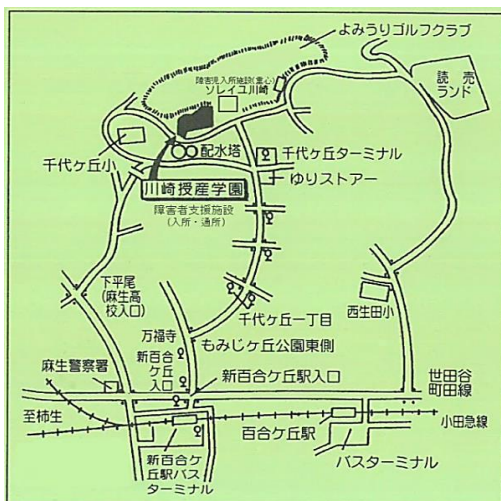 よみうりゴルフクラブ
障害児入所施設(重心)
ソレイユ川崎
読売
ランド
千代ヶ丘小
配水塔
千代ヶ丘ターミナル
ゆりストアー
川崎授産学園
障害者支援施設
(入所・通所)
下平尾
(麻生高
校入口)
西生田小
千代ヶ丘一丁目
万福寺
もみじケ丘公園東側
新百合
ケ丘
入口
新百合ケ丘駅入口
麻生警察署
世田谷
町田線
至柿生
小田急線
百合ケ丘駅
新百合ケ
丘駅バス
ターミナル
バスターミナル